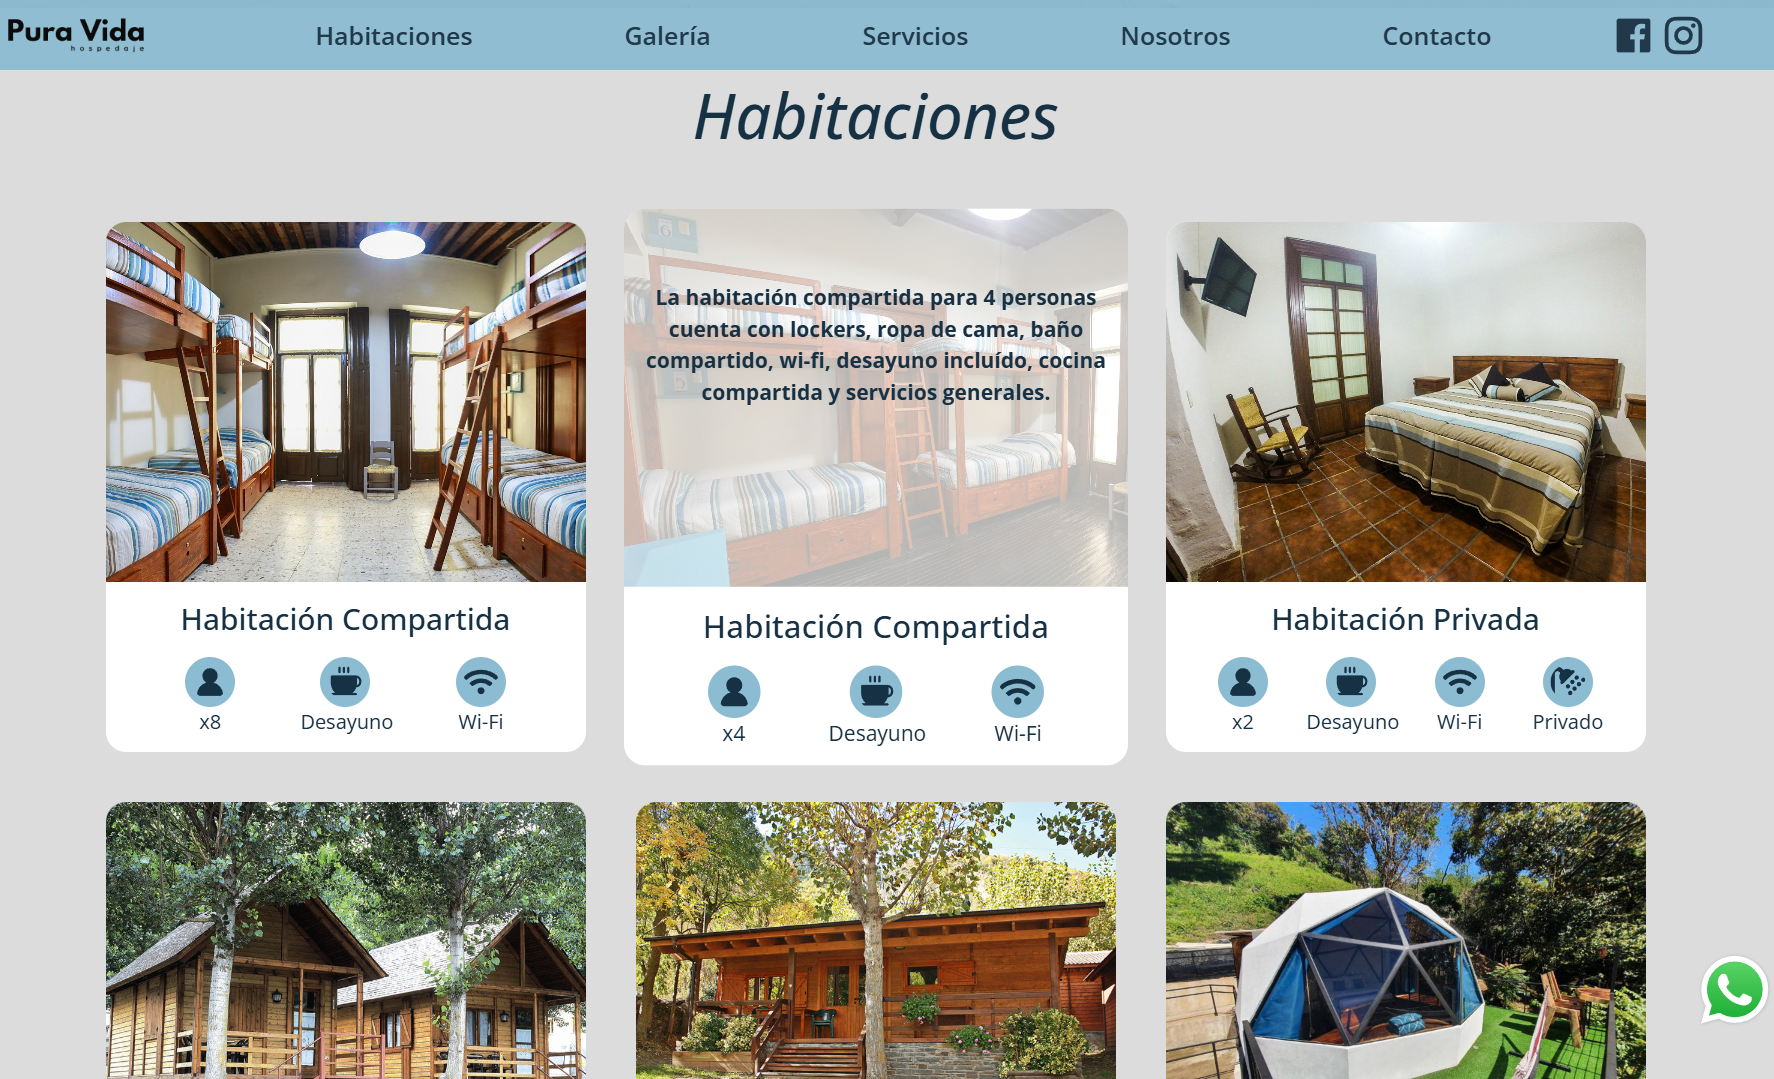 Pura Vida
hospedaje
Habitaciones
Galería
Servicios
Nosotros
Contacto
Habitaciones
La habitación compartida para 4 personas
cuenta con lockers, ropa de cama, baño
compartido, wi-fi, desayuno incluído, cocina
compartida y servicios generales.
Habitación Compartida
x8
Desayuno
Wi-Fi
Habitación Compartida
x4
Desayuno
Wi-Fi
Habitación Privada
x2
Desayuno
Wi-Fi
Privado